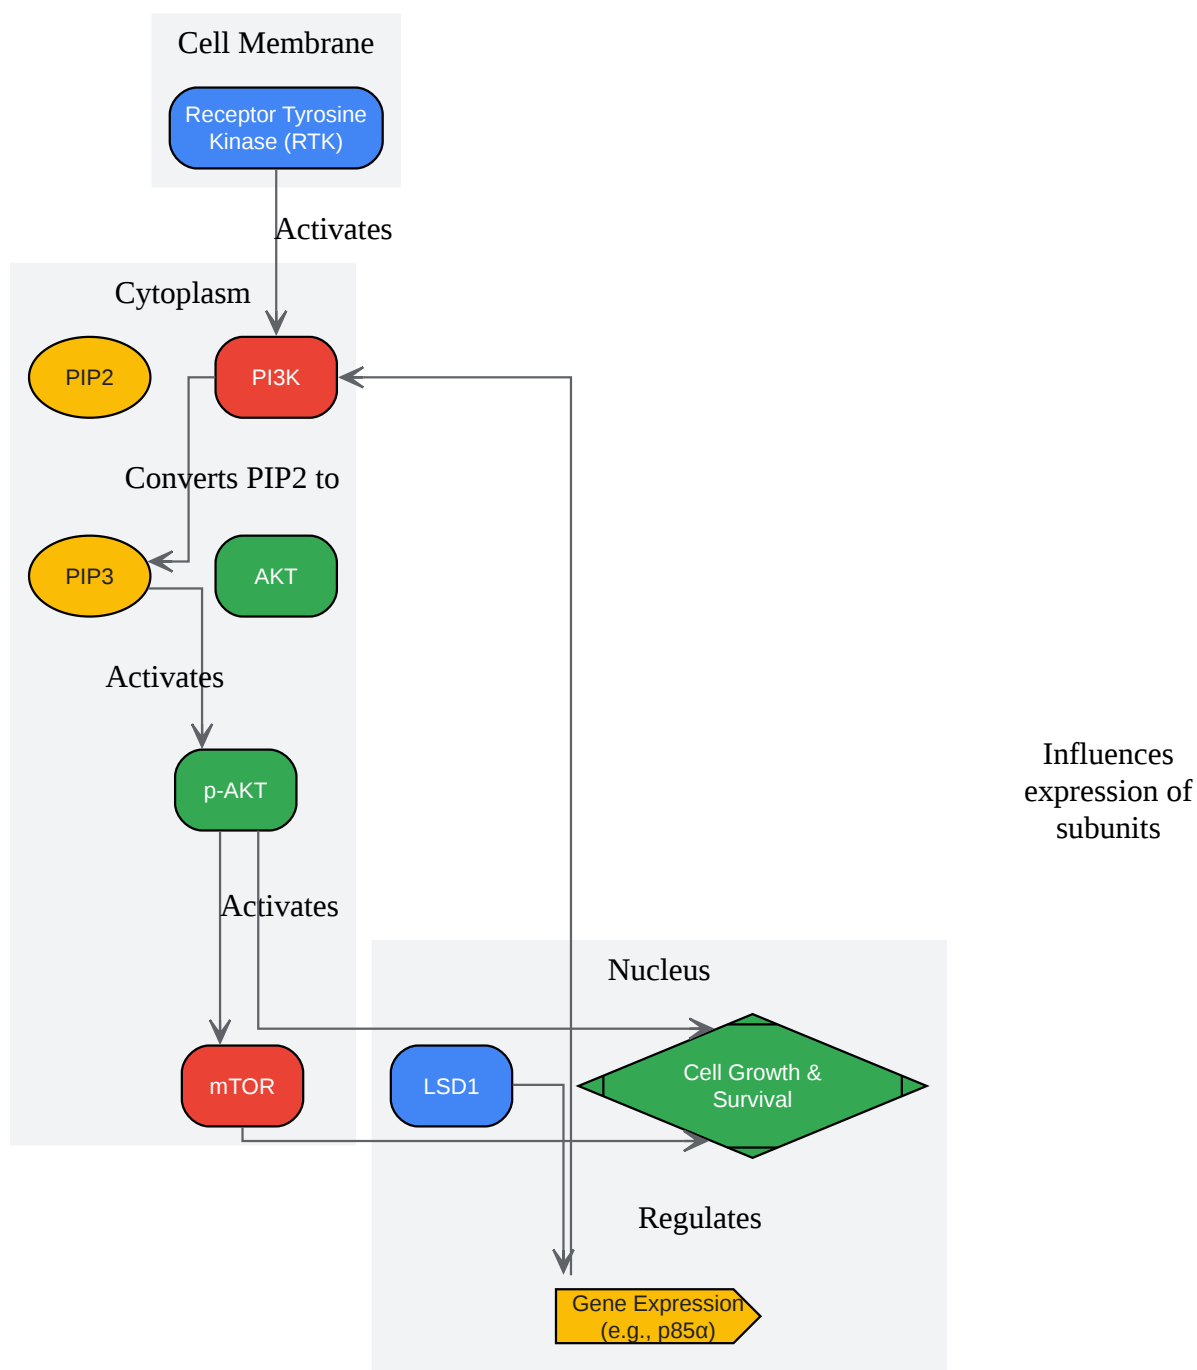 Cell Membrane
Receptor Tyrosine
Kinase (RTK)
Activates
Cytoplasm
PIP2
PI3K
Converts PIP2 to
PIP3
AKT
Activates
p-AKT
Influences
expression of
subunits
Activates
Nucleus
mTOR
LSD1
Cell Growth &
Survival
Regulates
Gene Expression
(e.g., p85α)